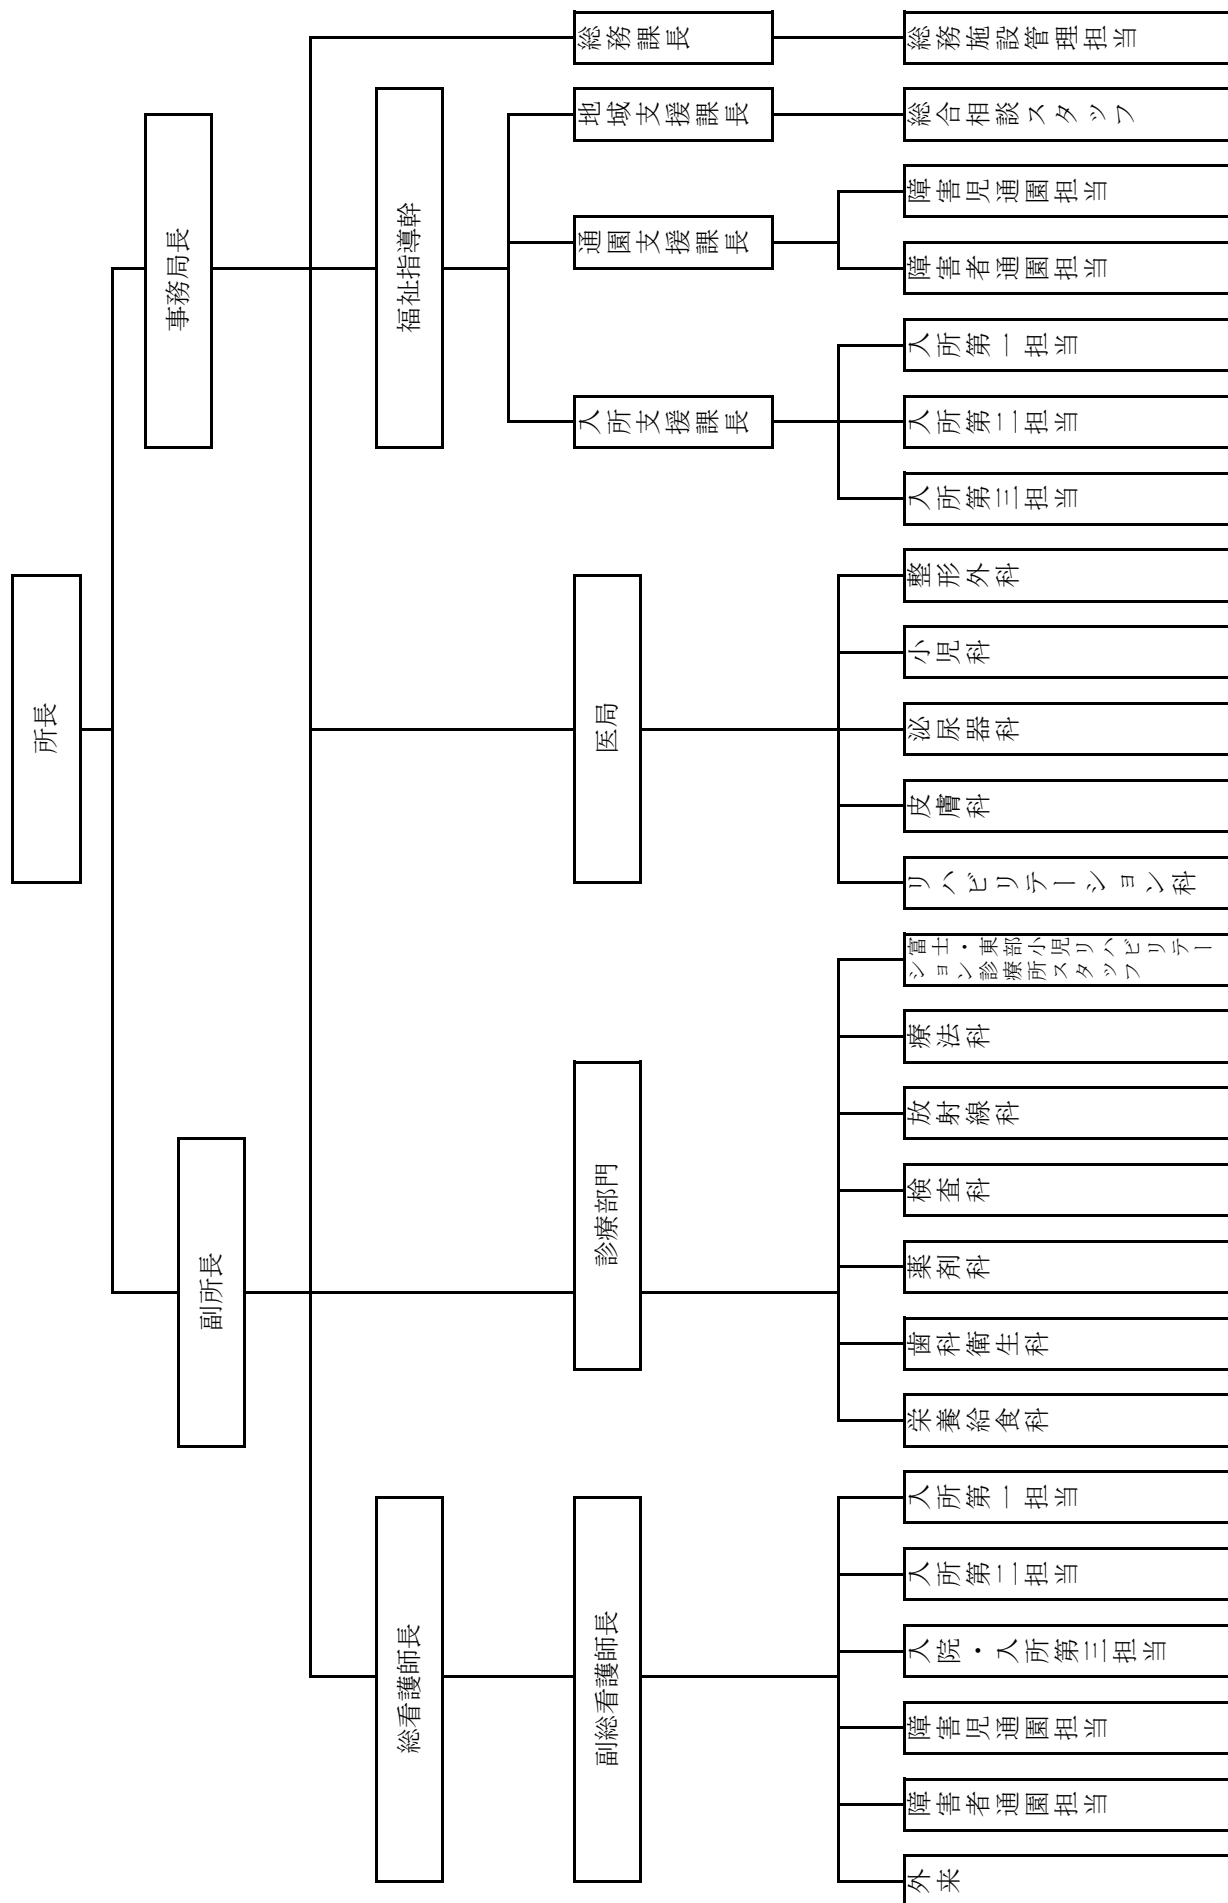 所長
事務局長
副所長
福祉指導幹
総看護師長
総務課長
地域支援課長
通園支援課長
入所支援課長
医局
診療部門
副総看護師長
総務施設管理担当
総合相談スタッフ
障害児通園担当
障害者通園担当
入所第一担当
入所第二担当
入所第三担当
整形外科
小児科
泌尿器科
皮膚科
リハビリテーション科
富士・東部小児リハビリテー
ション診療所スタッフ
療法科
放射線科
検査科
薬剤科
歯科衛生科
栄養給食科
入所第一担当
入所第二担当
入院・入所第三担当
障害児通園担当
障害者通園担当
外来